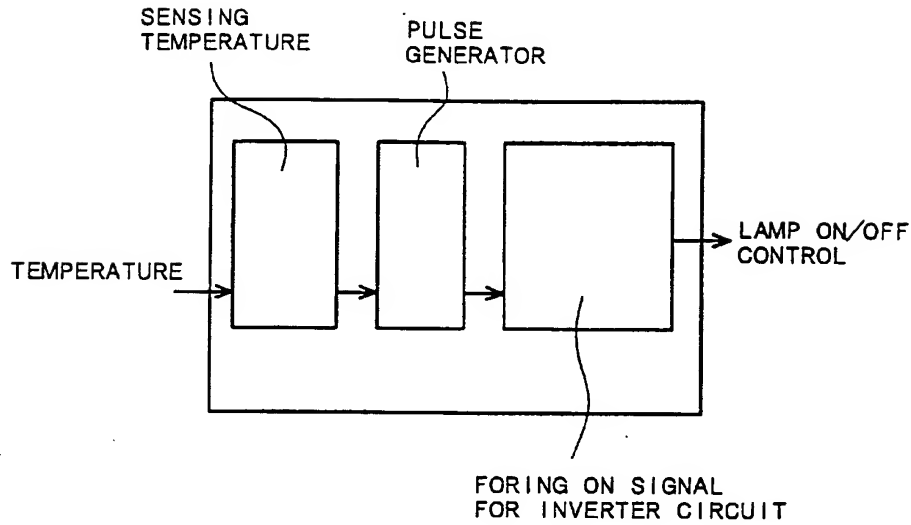 SENSING
TEMPERATURE
PULSE
GENERATOR
TEMPERATURE
LAMP ON/OFF
CONTROL
FORING ON SIGNAL
FOR INVERTER CIRCUIT